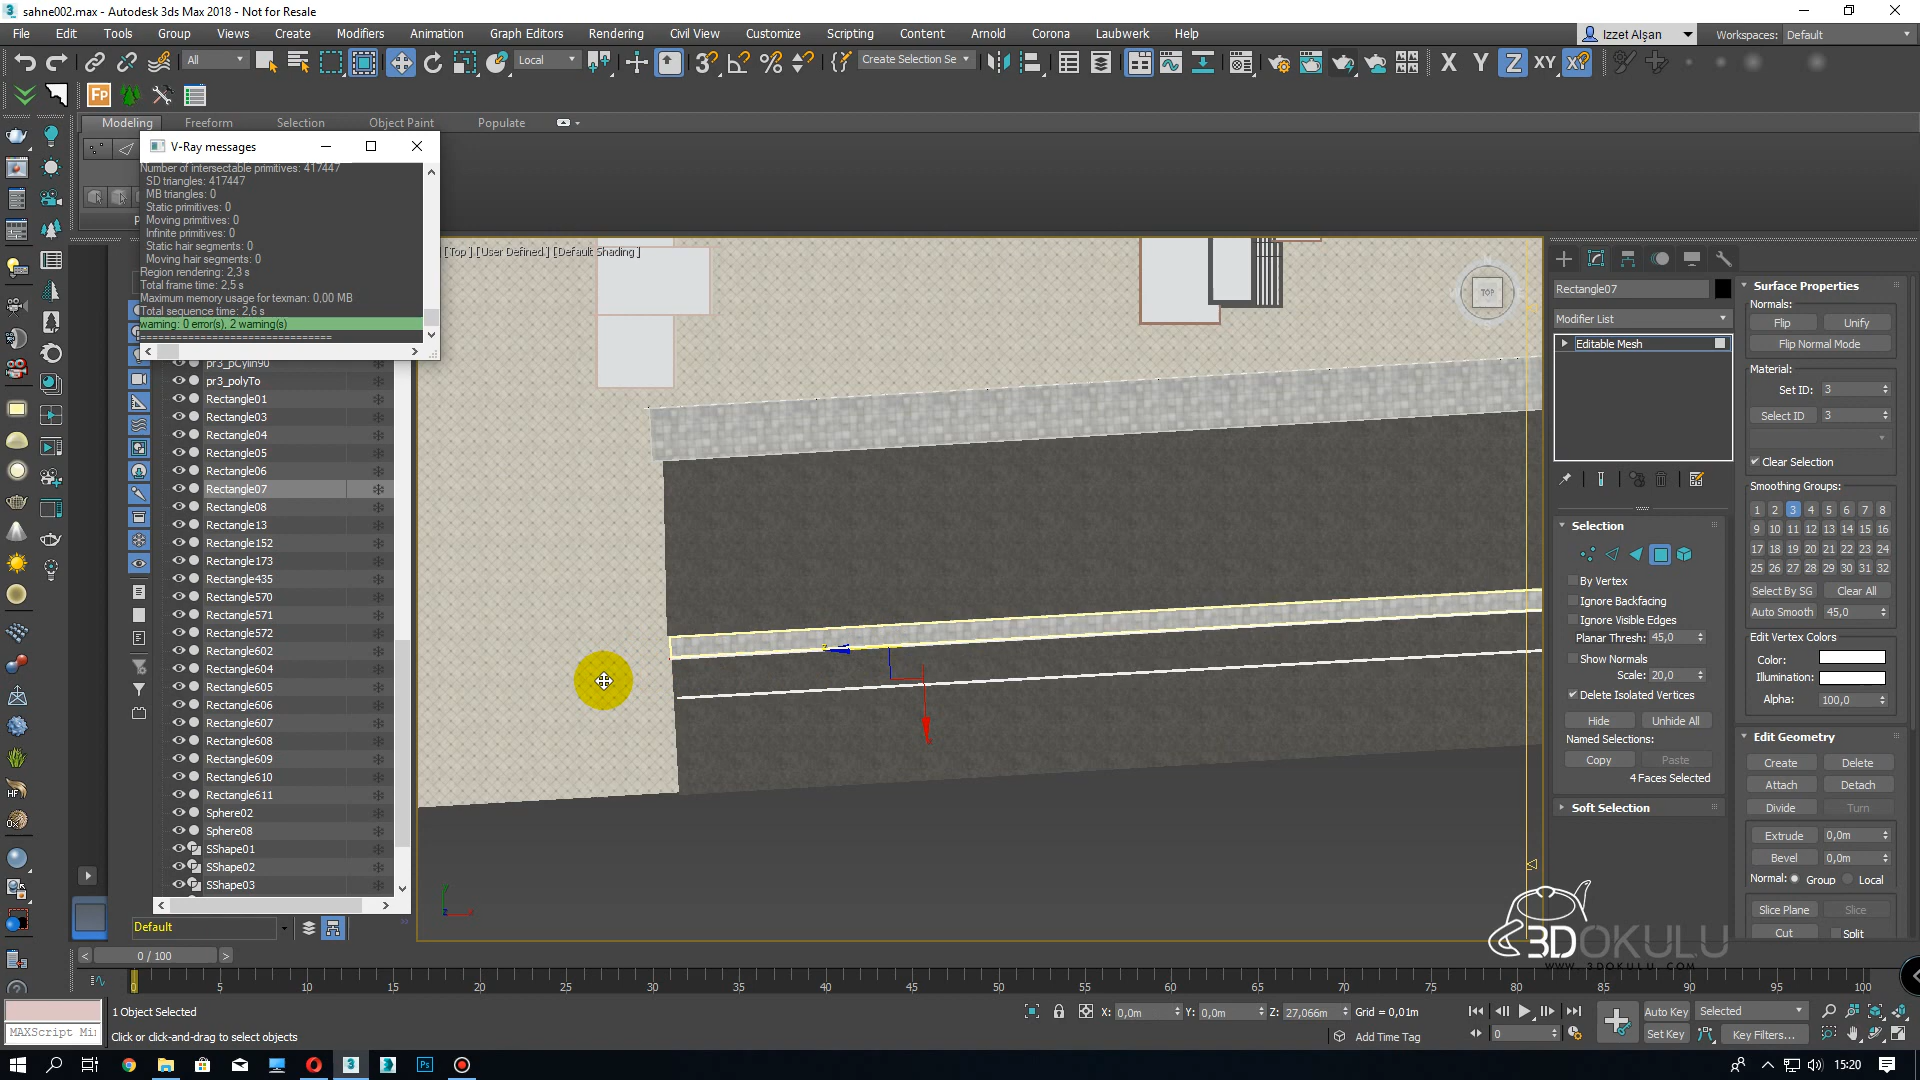 sahne002.max - Autodesk 3ds Max 2018 - Not for Resale
File Edit Tools Group Views Create Modifiers Animation Graph Editors Rendering Civil View Customize Scripting Content Arnold Corona Laubwerk Help
Izzet Alşan Workspaces: Default
All Local Create Selection Se X Y Z XY
Fp
Modeling Freeform Selection Object Paint Populate
V-Ray messages
Number of intersectable primitives: 417447
SD triangles: 417447
MB triangles: 0
Static primitives: 0
Moving primitives: 0
Infinite primitives: 0
Static hair segments: 0
Moving hair segments: 0
Region rendering: 2,3 s
Total frame time: 2,5 s
Maximum memory usage for texman: 0,00 MB
Total sequence time: 2,6 s
warning: 0 error(s), 2 warning(s)
================================
pr3_pCylin90
pr3_polyTo
Rectangle01
Rectangle03
Rectangle04
Rectangle05
Rectangle06
Rectangle07
Rectangle08
Rectangle13
Rectangle152
Rectangle173
Rectangle435
Rectangle570
Rectangle571
Rectangle572
Rectangle602
Rectangle604
Rectangle605
Rectangle606
Rectangle607
Rectangle608
Rectangle609
Rectangle610
Rectangle611
Sphere02
Sphere08
SShape01
SShape02
SShape03
Default
[Top ] [User Defined ] [Default Shading ]
TOP
Rectangle07
Modifier List
Editable Mesh
Selection
By Vertex
Ignore Backfacing
Ignore Visible Edges
Planar Thresh: 45,0
Show Normals
Scale: 20,0
Delete Isolated Vertices
Hide Unhide All
Named Selections:
Copy Paste
4 Faces Selected
Soft Selection
Surface Properties
Normals:
Flip Unify
Flip Normal Mode
Material:
Set ID: 3
Select ID 3
Clear Selection
Smoothing Groups:
1 2 3 4 5 6 7 8
9 10 11 12 13 14 15 16
17 18 19 20 21 22 23 24
25 26 27 28 29 30 31 32
Select By SG Clear All
Auto Smooth 45,0
Edit Vertex Colors
Color:
Illumination:
Alpha: 100,0
Edit Geometry
Create Delete
Attach Detach
Divide Turn
Extrude 0,0m
Bevel 0,0m
Normal: Group Local
Slice Plane Slice
Cut Split
3DOKULU
WWW.3DOKULU.COM
0 / 100
0 5 10 15 20 25 30 35 40 45 50 55 60 65 70 75 80 85 90 95 100
1 Object Selected
X: 0,0m Y: 0,0m Z: 27,066m Grid = 0,01m
Auto Key Selected
Click or click-and-drag to select objects
Add Time Tag
0
Set Key Key Filters...
Ps
15:20